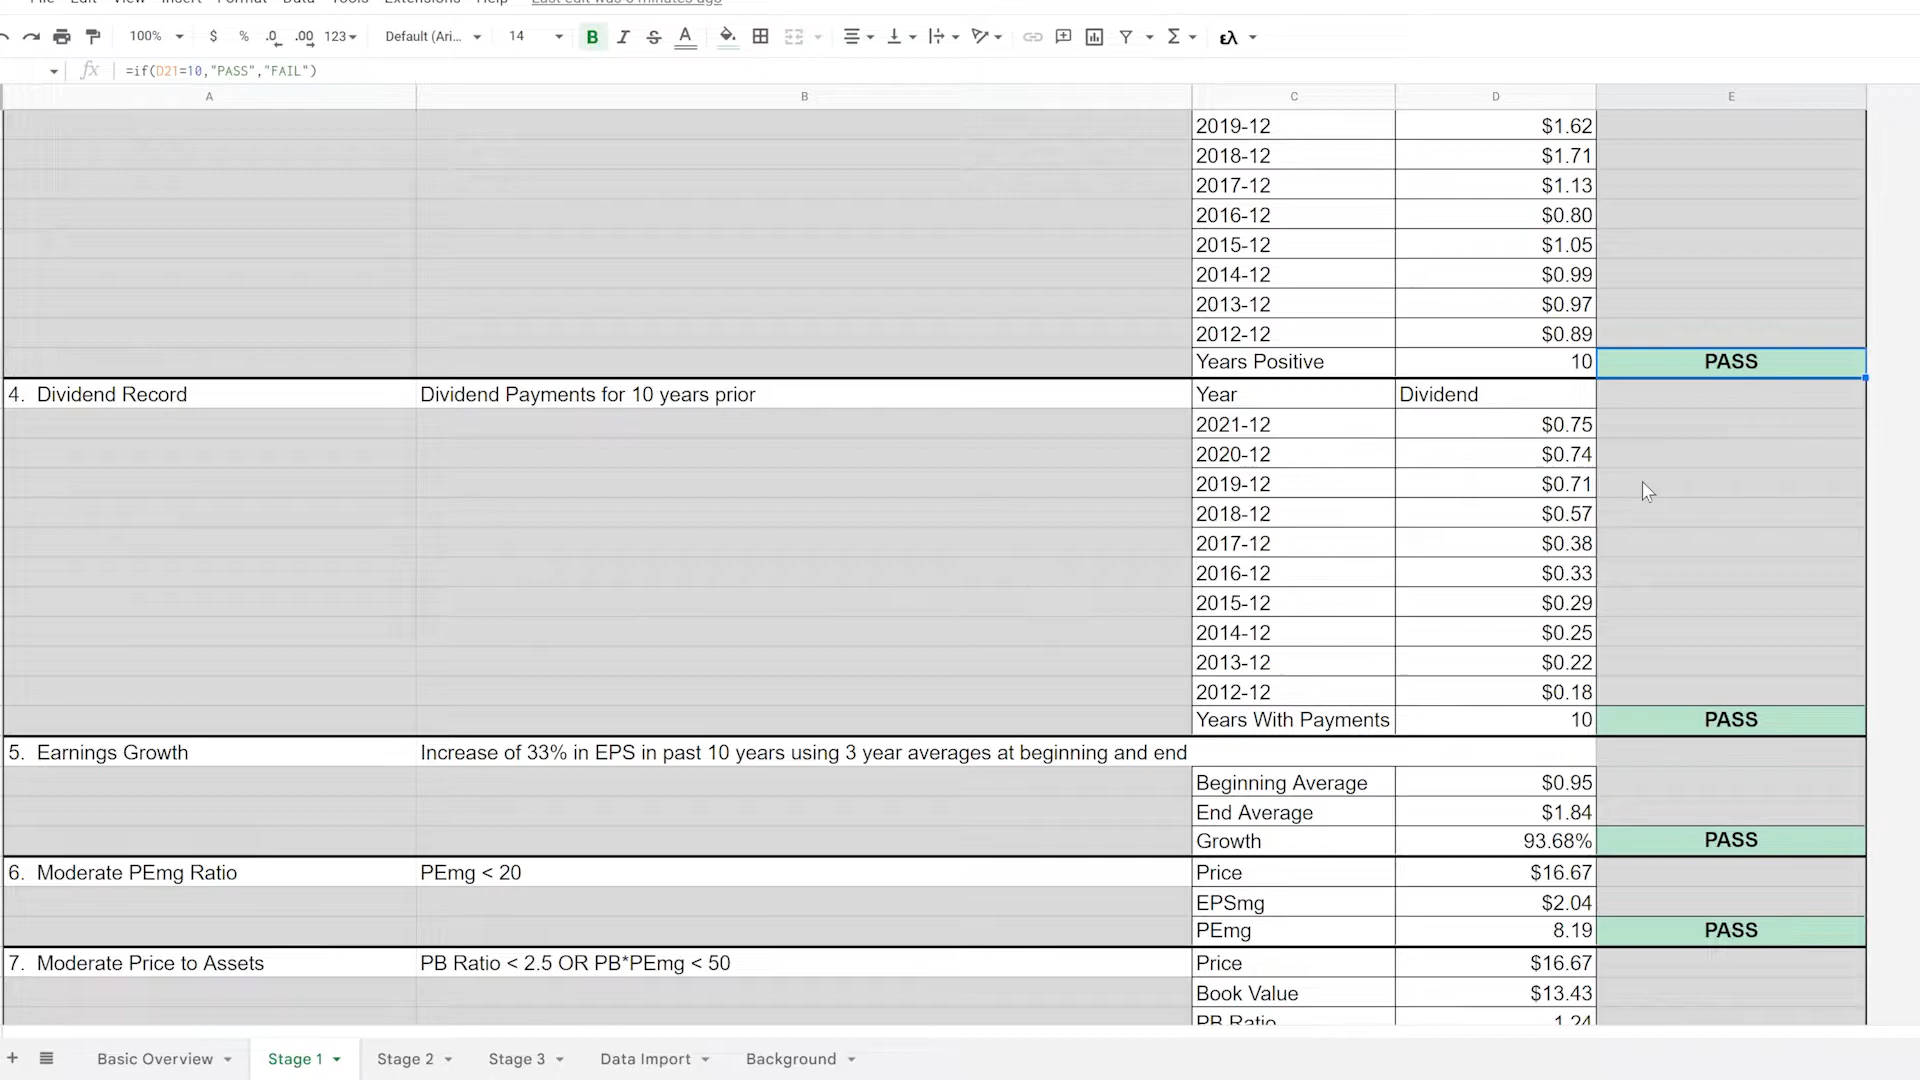 File Edit View Insert Format Data Tools Extensions Help Last edit was 6 minutes ago
100% $ % .0 .00 123 Default (Ari... 14 B I S A Σ ελ
fx =if(D21=10,"PASS","FAIL")
A B C D E
2019-12 $1.62
2018-12 $1.71
2017-12 $1.13
2016-12 $0.80
2015-12 $1.05
2014-12 $0.99
2013-12 $0.97
2012-12 $0.89
Years Positive 10 PASS
4. Dividend Record Dividend Payments for 10 years prior Year Dividend
2021-12 $0.75
2020-12 $0.74
2019-12 $0.71
2018-12 $0.57
2017-12 $0.38
2016-12 $0.33
2015-12 $0.29
2014-12 $0.25
2013-12 $0.22
2012-12 $0.18
Years With Payments 10 PASS
5. Earnings Growth Increase of 33% in EPS in past 10 years using 3 year averages at beginning and end
Beginning Average $0.95
End Average $1.84
Growth 93.68% PASS
6. Moderate PEmg Ratio PEmg < 20 Price $16.67
EPSmg $2.04
PEmg 8.19 PASS
7. Moderate Price to Assets PB Ratio < 2.5 OR PB*PEmg < 50 Price $16.67
Book Value $13.43
PB Ratio 1.24
+ Basic Overview Stage 1 Stage 2 Stage 3 Data Import Background